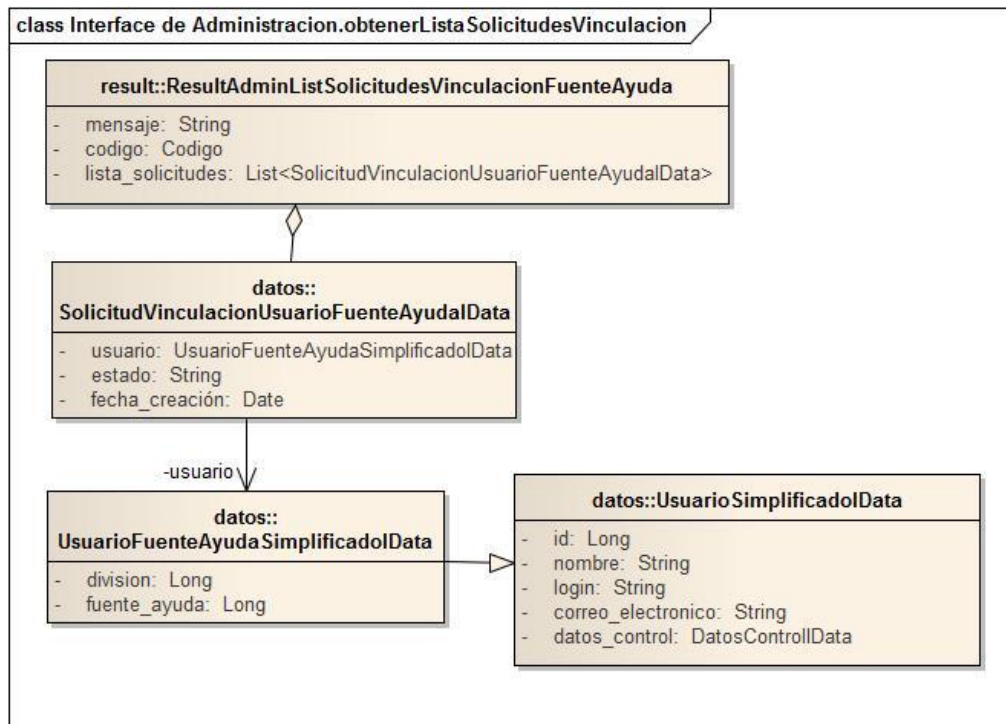 class Interface de Administracion.obtenerListaSolicitudesVinculacion
result::ResultAdminListSolicitudesVinculacionFuenteAyuda
- mensaje: String
- codigo: Codigo
- lista_solicitudes: List<SolicitudVinculacionUsuarioFuenteAyudaIData>
datos::
SolicitudVinculacionUsuarioFuenteAyudaIData
- usuario: UsuarioFuenteAyudaSimplificadoIData
- estado: String
- fecha_creación: Date
-usuario
datos::
UsuarioFuenteAyudaSimplificadoIData
- division: Long
- fuente_ayuda: Long
datos::UsuarioSimplificadoIData
- id: Long
- nombre: String
- login: String
- correo_electronico: String
- datos_control: DatosControlIData